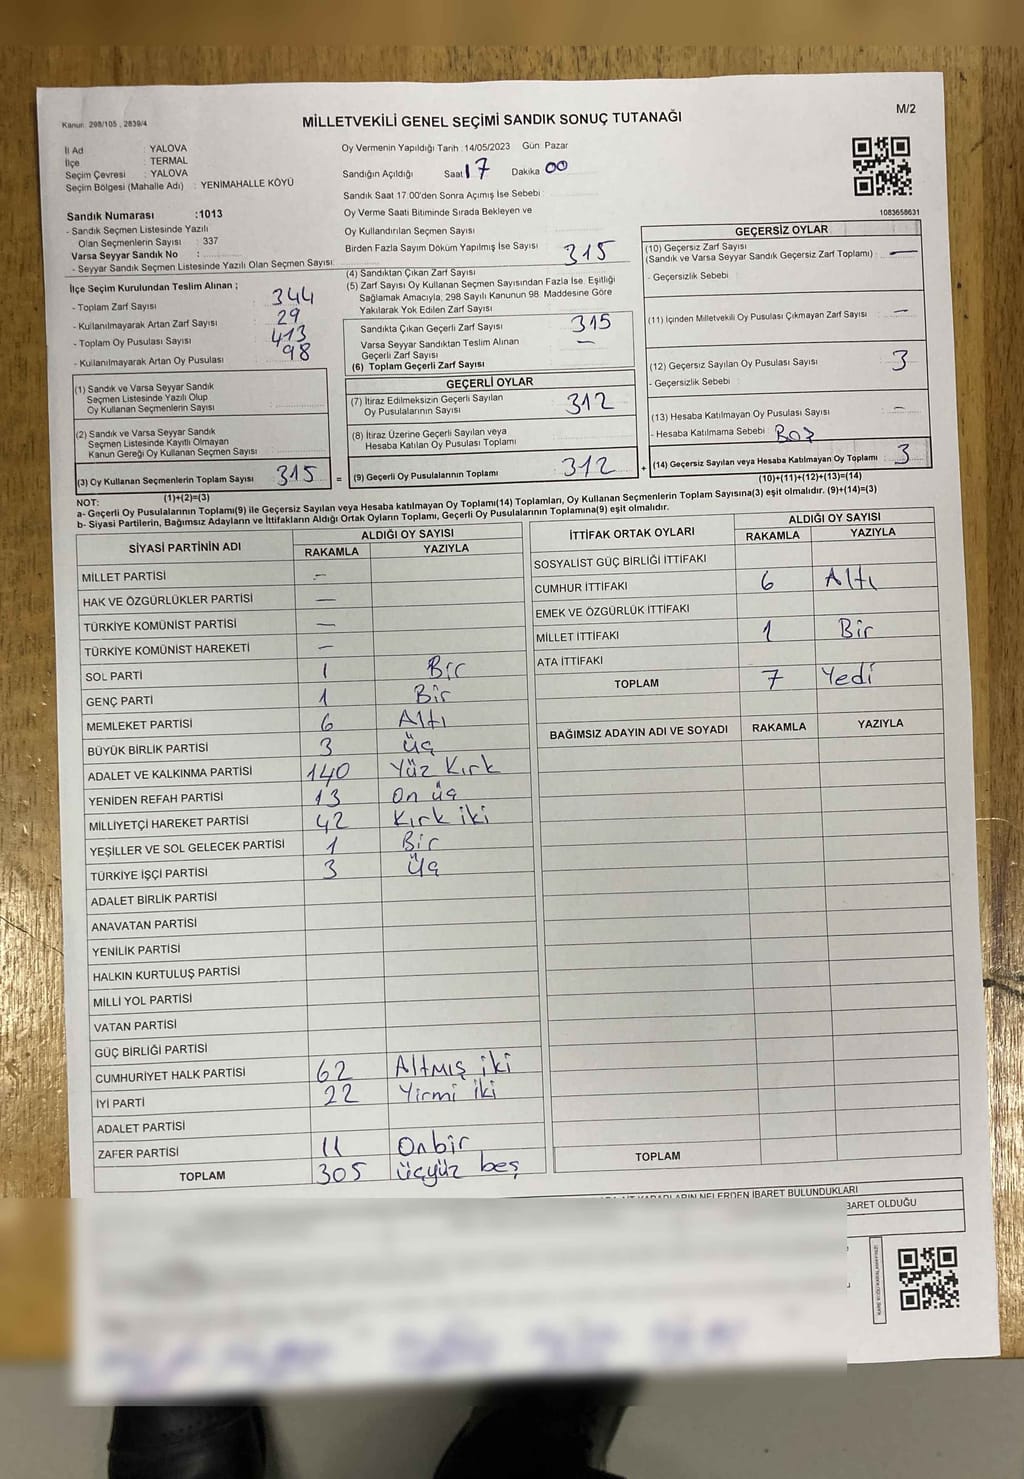 Kanun: 298/105 , 2839/4
MİLLETVEKİLİ GENEL SEÇİMİ SANDIK SONUÇ TUTANAĞI
M/2
İl Ad : YALOVA
İlçe : TERMAL
Seçim Çevresi : YALOVA
Seçim Bölgesi (Mahalle Adı) : YENİMAHALLE KÖYÜ
Sandık Numarası :1013
- Sandık Seçmen Listesinde Yazılı
Olan Seçmenlerin Sayısı : 337
Varsa Seyyar Sandık No :
- Seyyar Sandık Seçmen Listesinde Yazılı Olan Seçmen Sayısı:
İlçe Seçim Kurulundan Teslim Alınan ;
- Toplam Zarf Sayısı 344
- Kullanılmayarak Artan Zarf Sayısı 29
- Toplam Oy Pusulası Sayısı 413
- Kullanılmayarak Artan Oy Pusulası 98
(1) Sandık ve Varsa Seyyar Sandık
Seçmen Listesinde Yazılı Olup
Oy Kullanan Seçmenlerin Sayısı :
(2) Sandık ve Varsa Seyyar Sandık
Seçmen Listesinde Kayıtlı Olmayan
Kanun Gereği Oy Kullanan Seçmen Sayısı :
(3) Oy Kullanan Seçmenlerin Toplam Sayısı 315 =
(1)+(2)=(3)
Oy Vermenin Yapıldığı Tarih :14/05/2023 Gün: Pazar
Sandığın Açıldığı Saat 17 Dakika 00
Sandık Saat 17:00'den Sonra Açımış İse Sebebi :
Oy Verme Saati Bitiminde Sırada Bekleyen ve
Oy Kullandırılan Seçmen Sayısı :
Birden Fazla Sayım Döküm Yapılmış İse Sayısı :
(4) Sandıktan Çıkan Zarf Sayısı 315
(5) Zarf Sayısı Oy Kullanan Seçmen Sayısından Fazla İse, Eşitliği
Sağlamak Amacıyla, 298 Sayılı Kanunun 98. Maddesine Göre
Yakılarak Yok Edilen Zarf Sayısı
Sandıkta Çıkan Geçerli Zarf Sayısı 315
Varsa Seyyar Sandıktan Teslim Alınan
Geçerli Zarf Sayısı —
(6) Toplam Geçerli Zarf Sayısı
GEÇERLİ OYLAR
(7) İtiraz Edilmeksizin Geçerli Sayılan
Oy Pusulalarının Sayısı 312
(8) İtiraz Üzerine Geçerli Sayılan veya
Hesaba Katılan Oy Pusulası Toplamı
(9) Geçerli Oy Pusulalarının Toplamı : 312 +
1083658631
GEÇERSİZ OYLAR
(10) Geçersiz Zarf Sayısı
(Sandık ve Varsa Seyyar Sandık Geçersiz Zarf Toplamı) : —
- Geçersizlik Sebebi :
(11) İçinden Milletvekili Oy Pusulası Çıkmayan Zarf Sayısı —
(12) Geçersiz Sayılan Oy Pusulası Sayısı 3
- Geçersizlik Sebebi :
(13) Hesaba Katılmayan Oy Pusulası Sayısı —
- Hesaba Katılmama Sebebi : Boş
(14) Geçersiz Sayılan veya Hesaba Katılmayan Oy Toplamı : 3
(10)+(11)+(12)+(13)=(14)
NOT:
a- Geçerli Oy Pusulalarının Toplamı(9) ile Geçersiz Sayılan veya Hesaba katılmayan Oy Toplamı(14) Toplamları, Oy Kullanan Seçmenlerin Toplam Sayısına(3) eşit olmalıdır. (9)+(14)=(3)
b- Siyasi Partilerin, Bağımsız Adayların ve İttifakların Aldığı Ortak Oyların Toplamı, Geçerli Oy Pusulalarının Toplamına(9) eşit olmalıdır.
SİYASİ PARTİNİN ADI ALDIĞI OY SAYISI
RAKAMLA YAZIYLA
MİLLET PARTİSİ —
HAK VE ÖZGÜRLÜKLER PARTİSİ —
TÜRKİYE KOMÜNİST PARTİSİ —
TÜRKİYE KOMÜNİST HAREKETİ —
SOL PARTİ 1 Bir
GENÇ PARTİ 1 Bir
MEMLEKET PARTİSİ 6 Altı
BÜYÜK BİRLİK PARTİSİ 3 Üç
ADALET VE KALKINMA PARTİSİ 140 Yüz Kırk
YENİDEN REFAH PARTİSİ 13 On üç
MİLLİYETÇİ HAREKET PARTİSİ 42 Kırk iki
YEŞİLLER VE SOL GELECEK PARTİSİ 1 Bir
TÜRKİYE İŞÇİ PARTİSİ 3 Üç
ADALET BİRLİK PARTİSİ
ANAVATAN PARTİSİ
YENİLİK PARTİSİ
HALKIN KURTULUŞ PARTİSİ
MİLLİ YOL PARTİSİ
VATAN PARTİSİ
GÜÇ BİRLİĞİ PARTİSİ
CUMHURİYET HALK PARTİSİ 62 Altmış iki
İYİ PARTİ 22 Yirmi iki
ADALET PARTİSİ
ZAFER PARTİSİ 11 Onbir
TOPLAM 305 üçyüz beş
İTTİFAK ORTAK OYLARI ALDIĞI OY SAYISI
RAKAMLA YAZIYLA
SOSYALİST GÜÇ BİRLİĞİ İTTİFAKI
CUMHUR İTTİFAKI 6 Altı
EMEK VE ÖZGÜRLÜK İTTİFAKI
MİLLET İTTİFAKI 1 Bir
ATA İTTİFAKI
TOPLAM 7 Yedi
BAĞIMSIZ ADAYIN ADI VE SOYADI RAKAMLA YAZIYLA
TOPLAM
NELERDEN İBARET BULUNDUKLARI
İBARET OLDUĞU